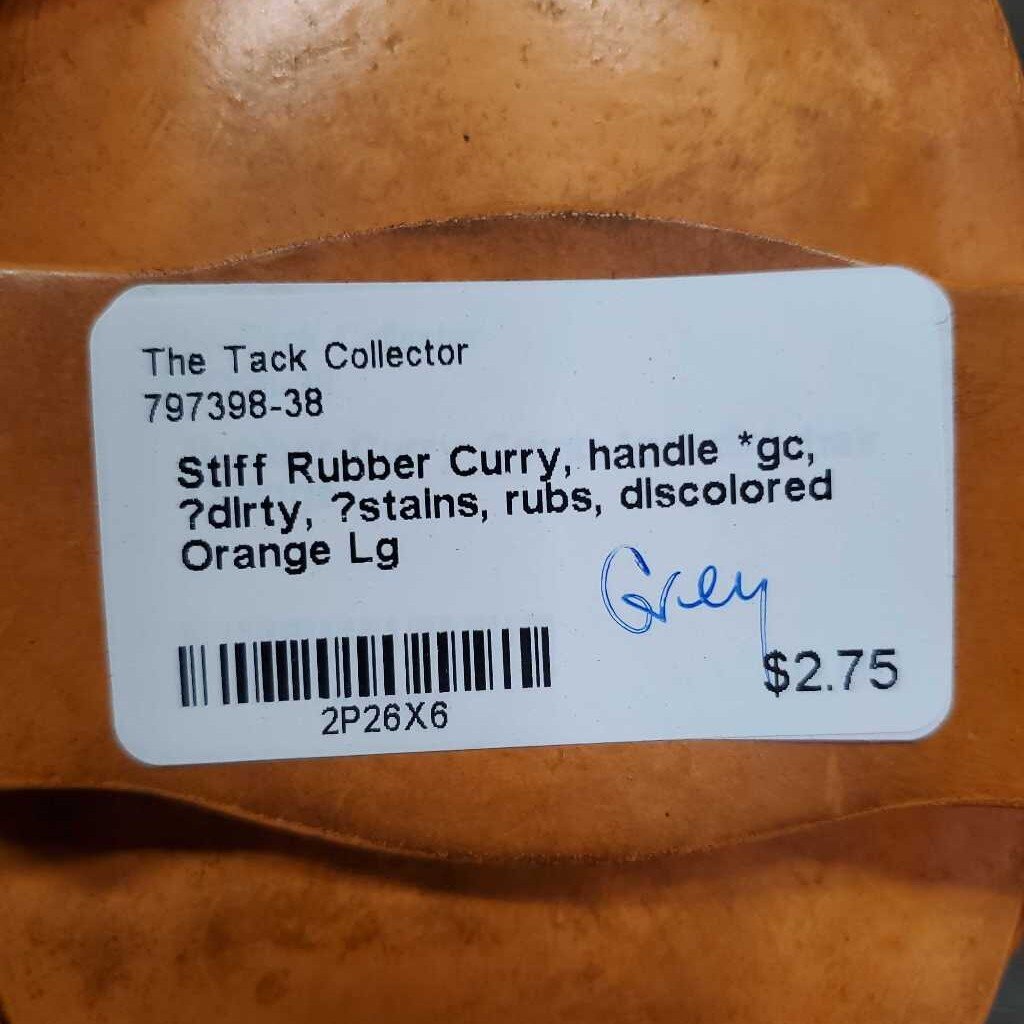 The Tack Collector
797398-38
Stiff Rubber Curry, handle *gc,
?dirty, ?stains, rubs, discolored
Orange Lg
Grey
$2.75
2P26X6